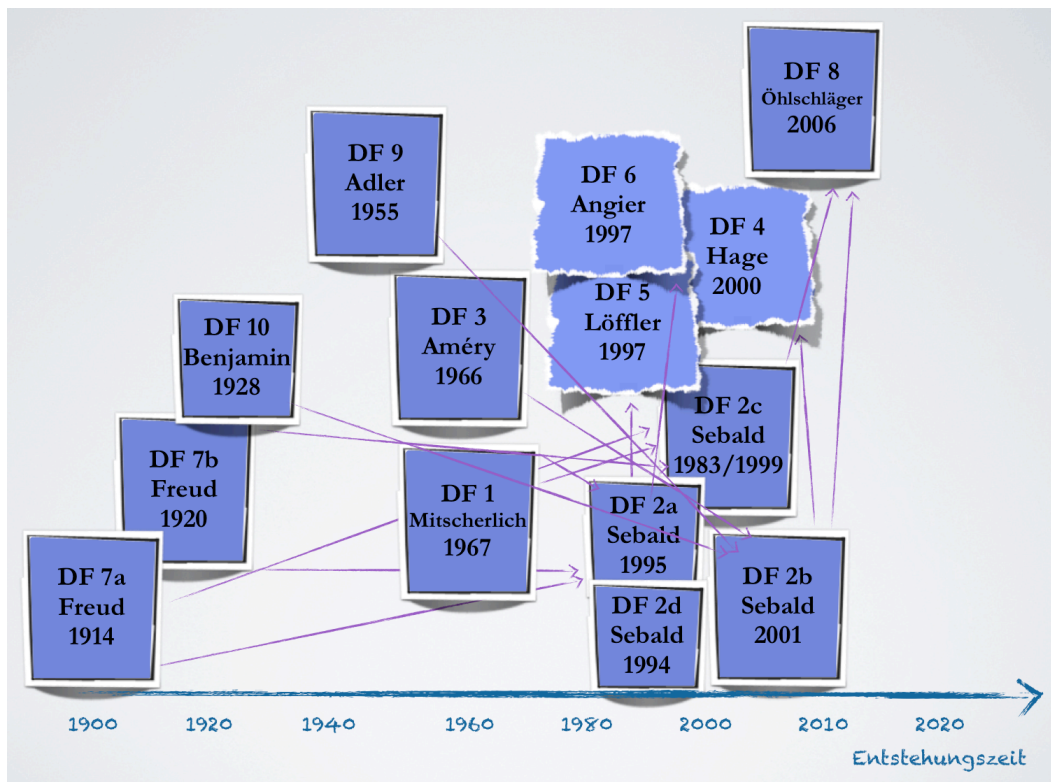 DF 8
Öhlschläger
2006
DF 9
Adler
1955
DF 6
Angier
1997
DF 4
Hage
2000
DF 5
Löffler
1997
DF 3
Améry
1966
DF 10
Benjamin
1928
DF 2c
Sebald
1983/1999
DF 7b
Freud
1920
DF 1
Mitscherlich
1967
DF 2a
Sebald
1995
DF 7a
Freud
1914
DF 2d
Sebald
1994
DF 2b
Sebald
2001
1900 1920 1940 1960 1980 2000 2010 2020
Entstehungszeit